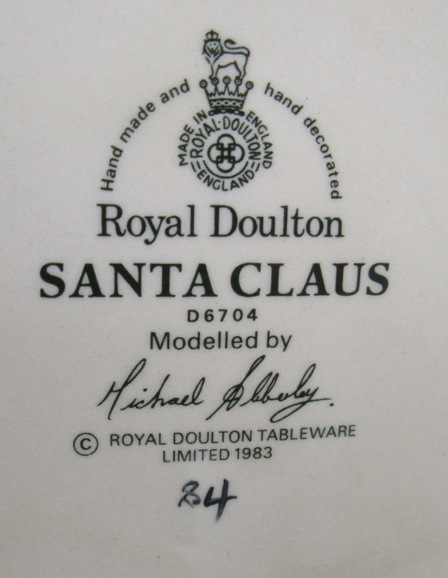 Hand made and hand decorated
MADE IN ENGLAND
ROYAL·DOULTON
ENGLAND
Royal Doulton
SANTA CLAUS
D6704
Modelled by
Michael Abberley.
© ROYAL DOULTON TABLEWARE
LIMITED 1983
84